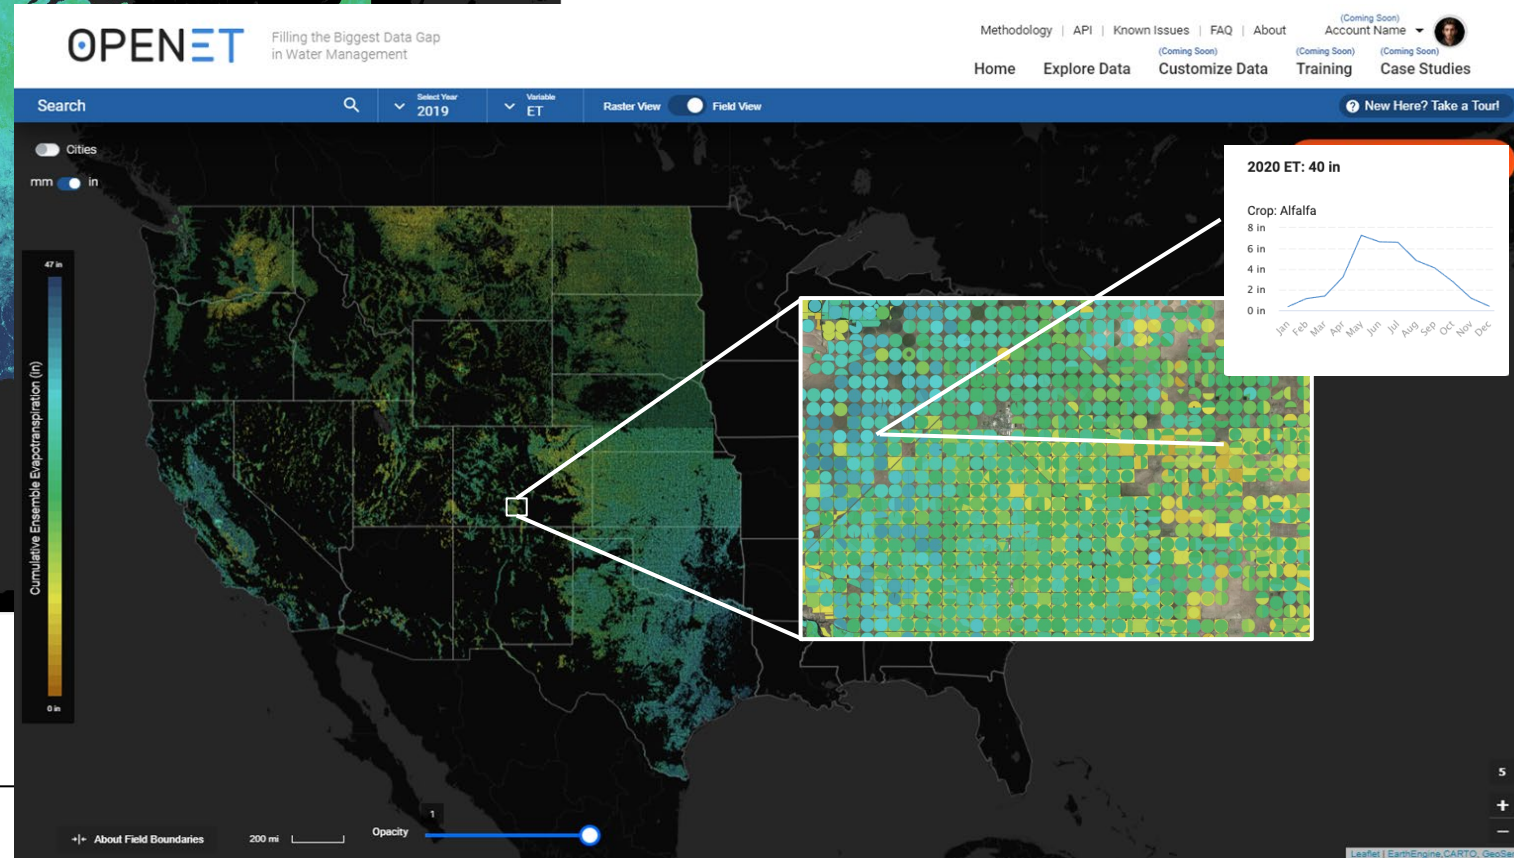 OPENET
Filling the Biggest Data Gap
in Water Management
(Coming Soon)
Methodology | API | Known Issues | FAQ | About Account Name
(Coming Soon) (Coming Soon) (Coming Soon)
Home Explore Data Customize Data Training Case Studies
Search
Select Year
2019
Variable
ET
Raster View Field View
? New Here? Take a Tour!
Cities
mm in
2020 ET: 40 in
Crop: Alfalfa
8 in
6 in
4 in
2 in
0 in
Jan Feb Mar Apr May Jun Jul Aug Sep Oct Nov Dec
47 in
Cumulative Ensemble Evapotranspiration (in)
0 in
5
+
−
About Field Boundaries
200 mi
Opacity
1
Leaflet | EarthEngine,CARTO, GeoSe